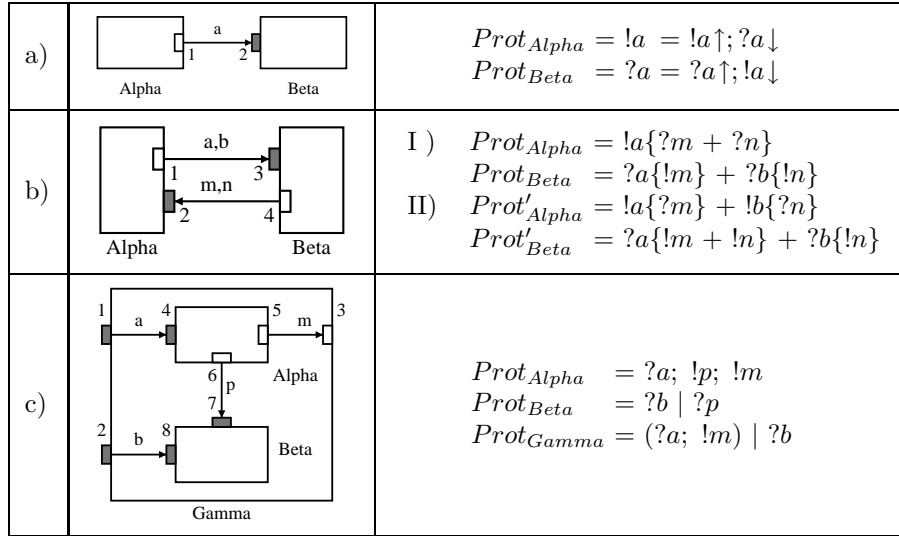 a)
a
1 2
Alpha Beta
Prot_Alpha = !a = !a↑; ?a↓
Prot_Beta = ?a = ?a↑; !a↓
b)
a,b
1 3
m,n
2 4
Alpha Beta
I ) Prot_Alpha = !a{?m + ?n}
Prot_Beta = ?a{!m} + ?b{!n}
II) Prot′_Alpha = !a{?m} + !b{?n}
Prot′_Beta = ?a{!m + !n} + ?b{!n}
c)
1 a 4 5 m 3
6 Alpha
p
7
2 b 8 Beta
Gamma
Prot_Alpha = ?a; !p; !m
Prot_Beta = ?b | ?p
Prot_Gamma = (?a; !m) | ?b